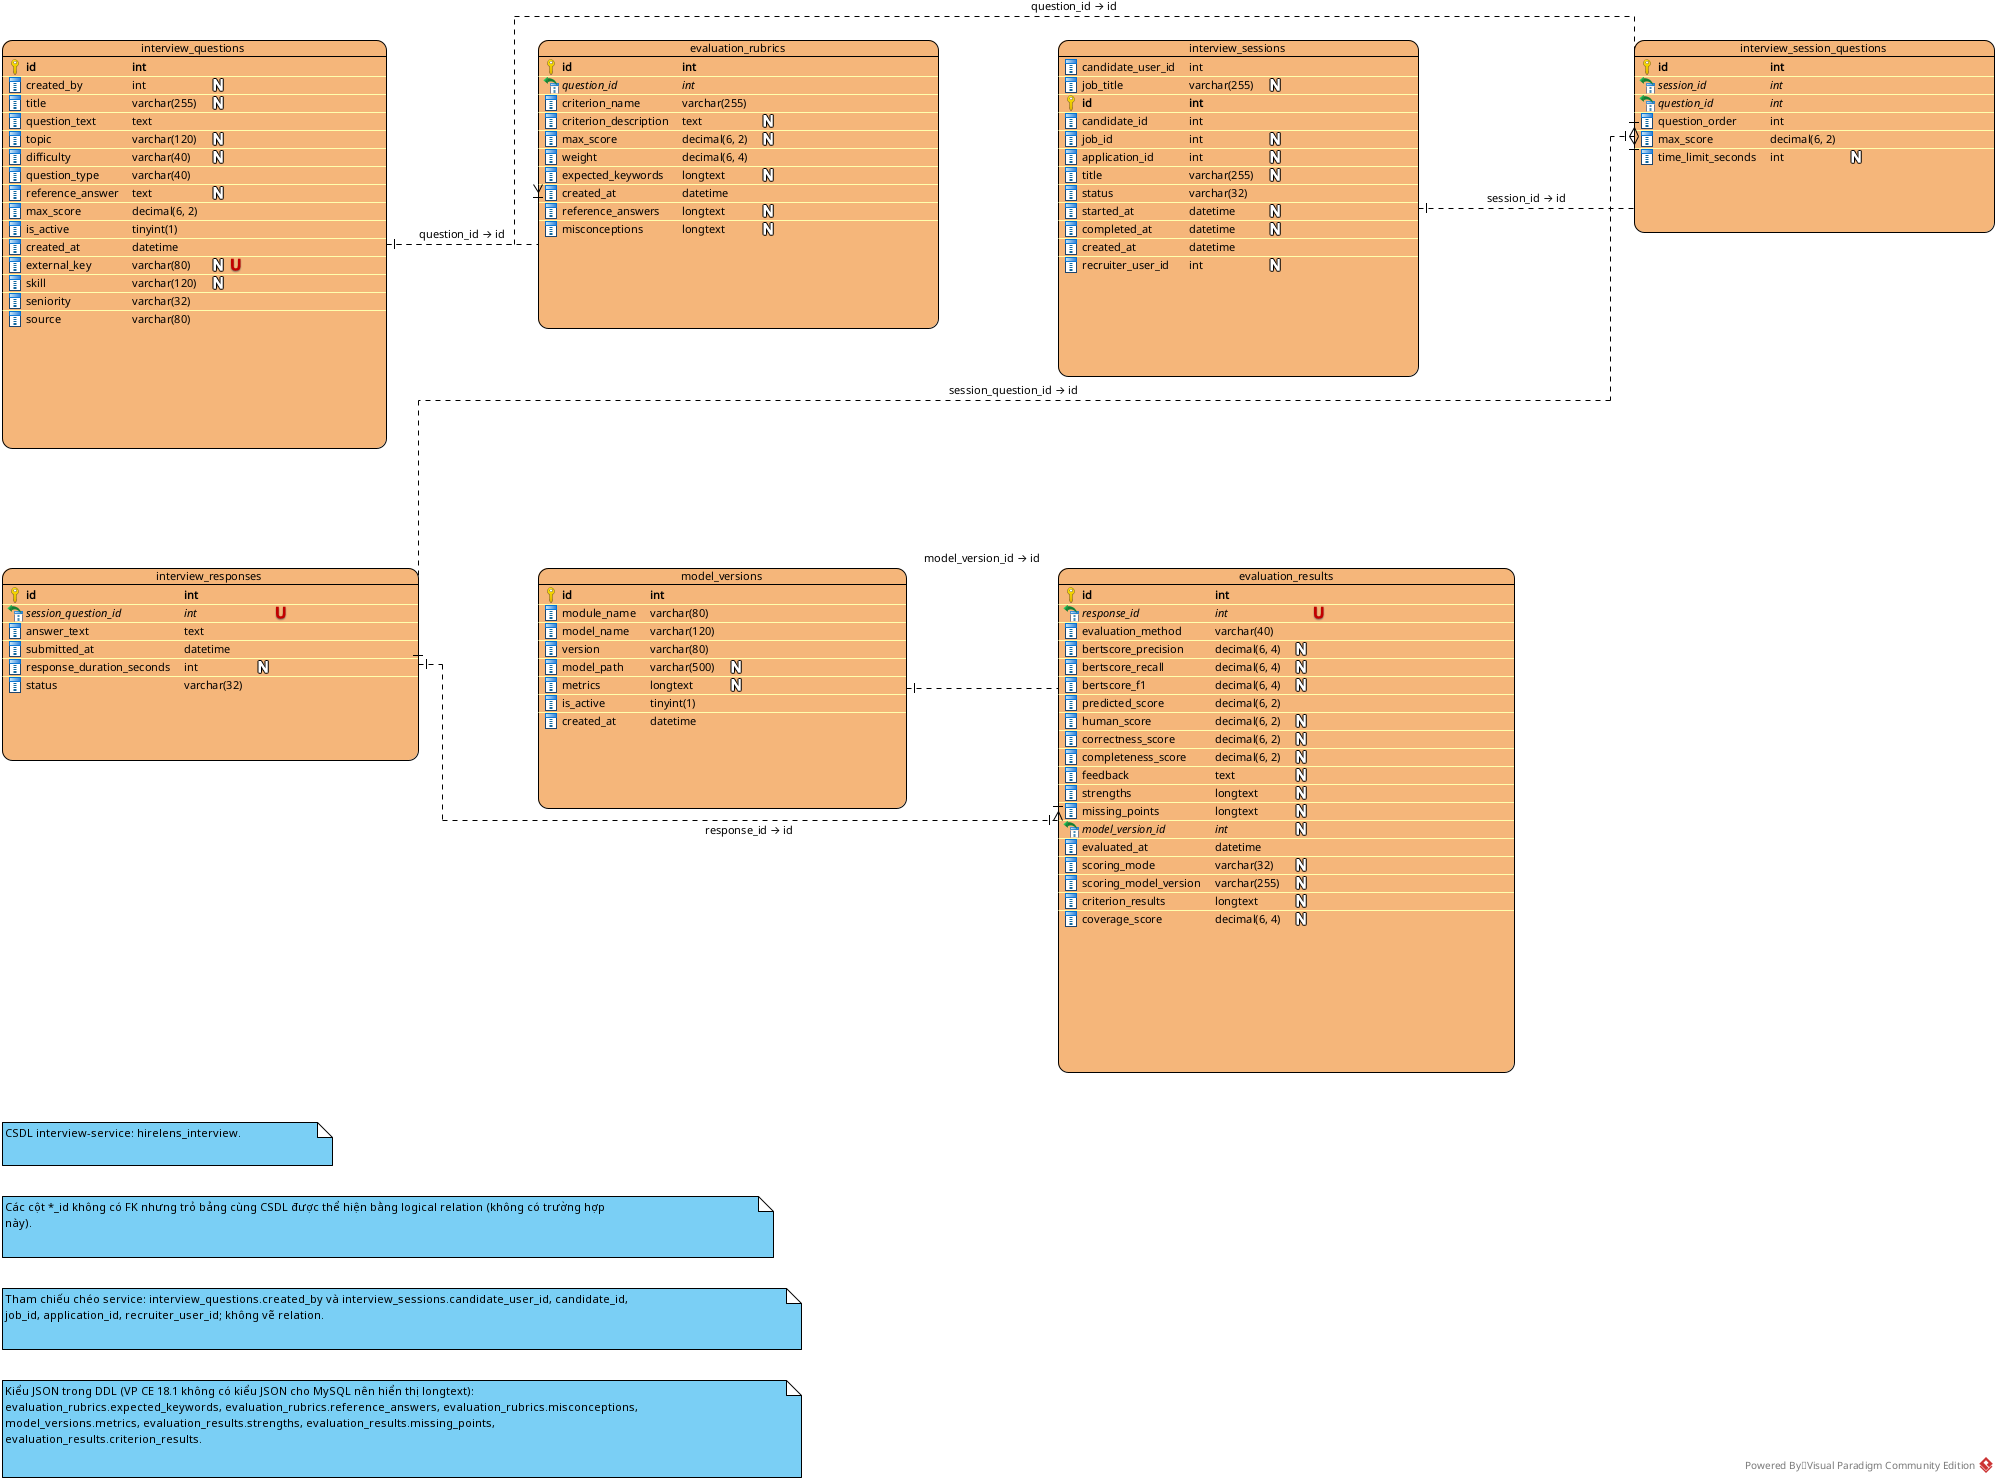 question_id → id
interview_questions
id int
created_by int N
title varchar(255) N
question_text text
topic varchar(120) N
difficulty varchar(40) N
question_type varchar(40)
reference_answer text N
max_score decimal(6, 2)
is_active tinyint(1)
created_at datetime
external_key varchar(80) N U
skill varchar(120) N
seniority varchar(32)
source varchar(80)
question_id → id
evaluation_rubrics
id int
question_id int
criterion_name varchar(255)
criterion_description text N
max_score decimal(6, 2) N
weight decimal(6, 4)
expected_keywords longtext N
created_at datetime
reference_answers longtext N
misconceptions longtext N
interview_sessions
candidate_user_id int
job_title varchar(255) N
id int
candidate_id int
job_id int N
application_id int N
title varchar(255) N
status varchar(32)
started_at datetime N
completed_at datetime N
created_at datetime
recruiter_user_id int N
session_id → id
interview_session_questions
id int
session_id int
question_id int
question_order int
max_score decimal(6, 2)
time_limit_seconds int N
session_question_id → id
interview_responses
id int
session_question_id int U
answer_text text
submitted_at datetime
response_duration_seconds int N
status varchar(32)
model_versions
id int
module_name varchar(80)
model_name varchar(120)
version varchar(80)
model_path varchar(500) N
metrics longtext N
is_active tinyint(1)
created_at datetime
model_version_id → id
response_id → id
evaluation_results
id int
response_id int U
evaluation_method varchar(40)
bertscore_precision decimal(6, 4) N
bertscore_recall decimal(6, 4) N
bertscore_f1 decimal(6, 4) N
predicted_score decimal(6, 2)
human_score decimal(6, 2) N
correctness_score decimal(6, 2) N
completeness_score decimal(6, 2) N
feedback text N
strengths longtext N
missing_points longtext N
model_version_id int N
evaluated_at datetime
scoring_mode varchar(32) N
scoring_model_version varchar(255) N
criterion_results longtext N
coverage_score decimal(6, 4) N
CSDL interview-service: hirelens_interview.
Các cột *_id không có FK nhưng trỏ bảng cùng CSDL được thể hiện bằng logical relation (không có trường hợp
này).
Tham chiếu chéo service: interview_questions.created_by và interview_sessions.candidate_user_id, candidate_id,
job_id, application_id, recruiter_user_id; không vẽ relation.
Kiểu JSON trong DDL (VP CE 18.1 không có kiểu JSON cho MySQL nên hiển thị longtext):
evaluation_rubrics.expected_keywords, evaluation_rubrics.reference_answers, evaluation_rubrics.misconceptions,
model_versions.metrics, evaluation_results.strengths, evaluation_results.missing_points,
evaluation_results.criterion_results.
Powered By Visual Paradigm Community Edition